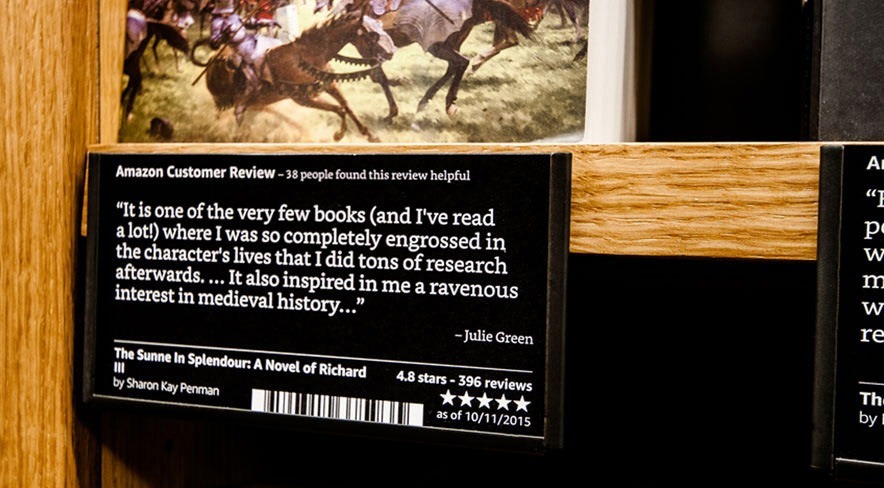 Amazon Customer Review – 38 people found this review helpful
“It is one of the very few books (and I've read
a lot!) where I was so completely engrossed in
the character's lives that I did tons of research
afterwards. ... It also inspired in me a ravenous
interest in medieval history...”
– Julie Green
The Sunne In Splendour: A Novel of Richard
III
by Sharon Kay Penman
4.8 stars - 396 reviews
★★★★★
as of 10/11/2015
by